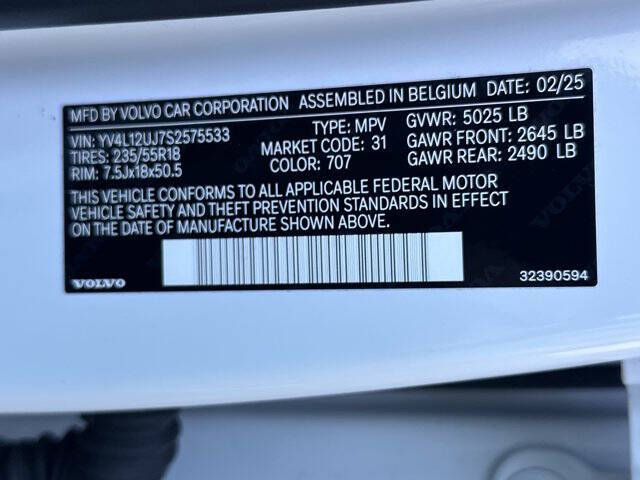 MFD BY VOLVO CAR CORPORATION ASSEMBLED IN BELGIUM DATE: 02/25
VIN: YV4L12UJ7S2575533 TYPE: MPV GVWR: 5025 LB
TIRES: 235/55R18 MARKET CODE: 31 GAWR FRONT: 2645 LB
RIM: 7.5Jx18x50.5 COLOR: 707 GAWR REAR: 2490 LB
THIS VEHICLE CONFORMS TO ALL APPLICABLE FEDERAL MOTOR
VEHICLE SAFETY AND THEFT PREVENTION STANDARDS IN EFFECT
ON THE DATE OF MANUFACTURE SHOWN ABOVE.
VOLVO 32390594